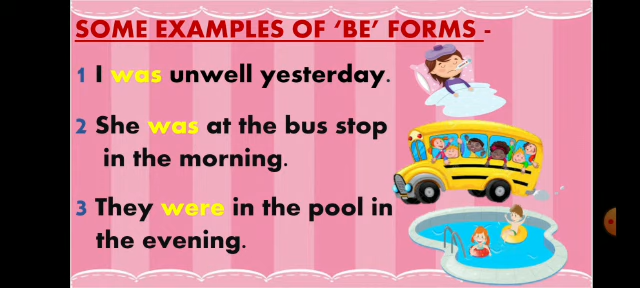 SOME EXAMPLES OF ‘BE’ FORMS -
1 I was unwell yesterday.
2 She was at the bus stop
in the morning.
3 They were in the pool in
the evening.